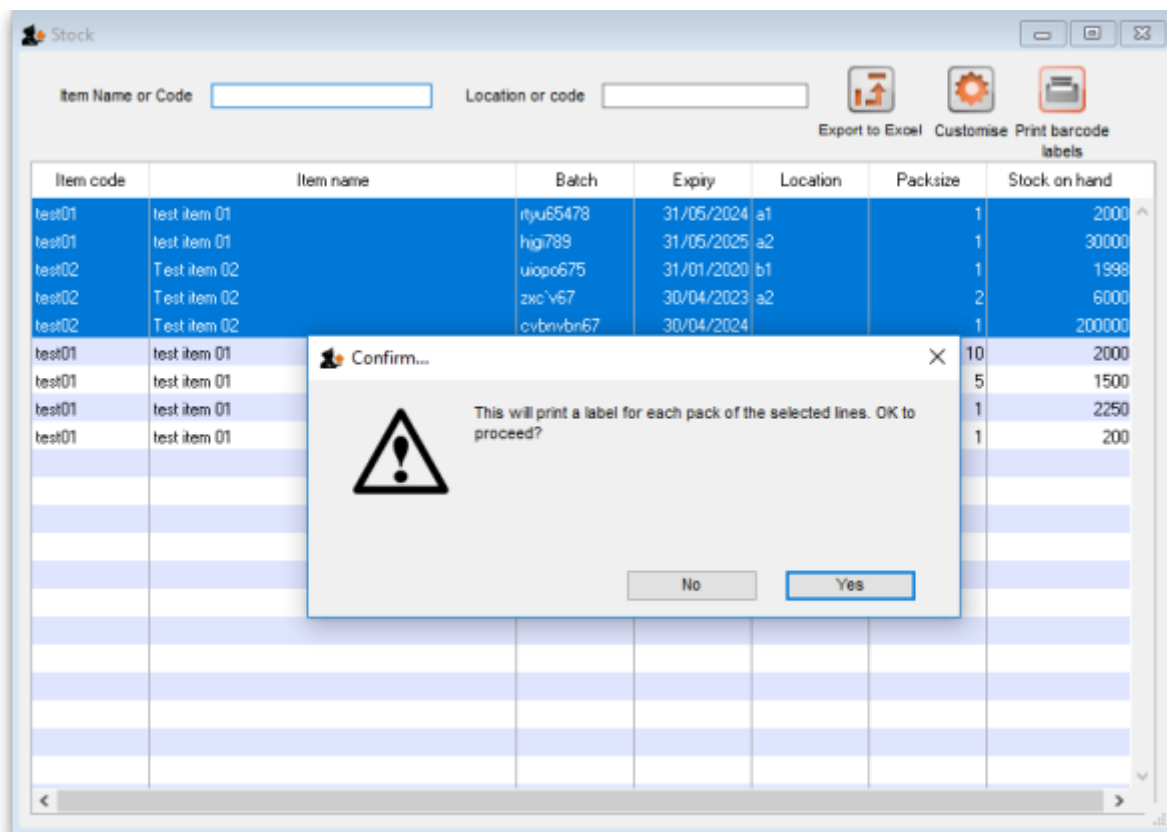 Stock
Item Name or Code Location or code
Export to Excel Customise Print barcode labels
Item code Item name Batch Expiry Location Packsize Stock on hand
test01 test item 01 rtyu65478 31/05/2024 a1 1 2000
test01 test item 01 hjgi789 31/05/2025 a2 1 30000
test02 Test item 02 uiopo675 31/01/2020 b1 1 1998
test02 Test item 02 zxc`v67 30/04/2023 a2 2 6000
test02 Test item 02 cvbnvbn67 30/04/2024 1 200000
test01 test item 01 10 2000
test01 test item 01 5 1500
test01 test item 01 1 2250
test01 test item 01 1 200
Confirm...
This will print a label for each pack of the selected lines. OK to
proceed?
No Yes